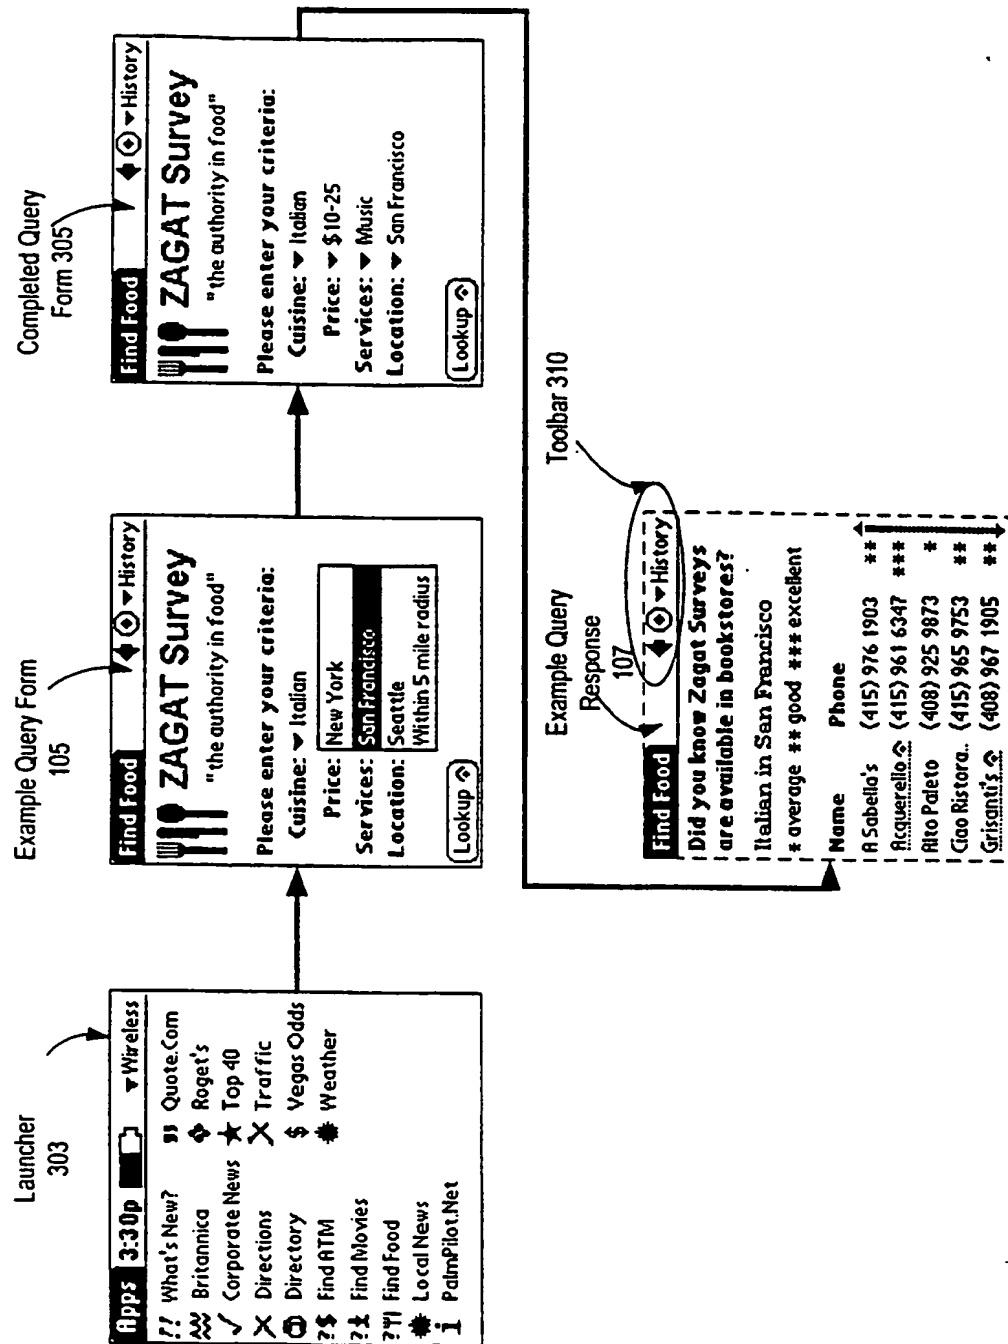 Launcher
303
Apps 3:30p Wireless
What's New?
Britannica
Corporate News
Directions
Directory
Find ATM
Find Movies
Find Food
Local News
PalmPilot.Net
Quote.Com
Roget's
Top 40
Traffic
Vegas Odds
Weather
Example Query Form
105
Find Food History
ZAGAT Survey
"the authority in food"
Please enter your criteria:
Cuisine: Italian
Price:
Services:
Location:
New York
San Francisco
Seattle
Within 5 mile radius
Lookup
Completed Query
Form 305
Find Food History
ZAGAT Survey
"the authority in food"
Please enter your criteria:
Cuisine: Italian
Price: $10-25
Services: Music
Location: San Francisco
Lookup
Example Query
Response
107
Toolbar 310
Find Food History
Did you know Zagat Surveys
are available in bookstores?
Italian in San Francisco
* average ** good *** excellent
Name Phone
A Sabella's (415) 976 1903 **
Acquerello (415) 961 6347 ***
Alto Paleto (408) 925 9873 *
Ciao Ristora.. (415) 965 9753 **
Grisanti's (408) 967 1905 **